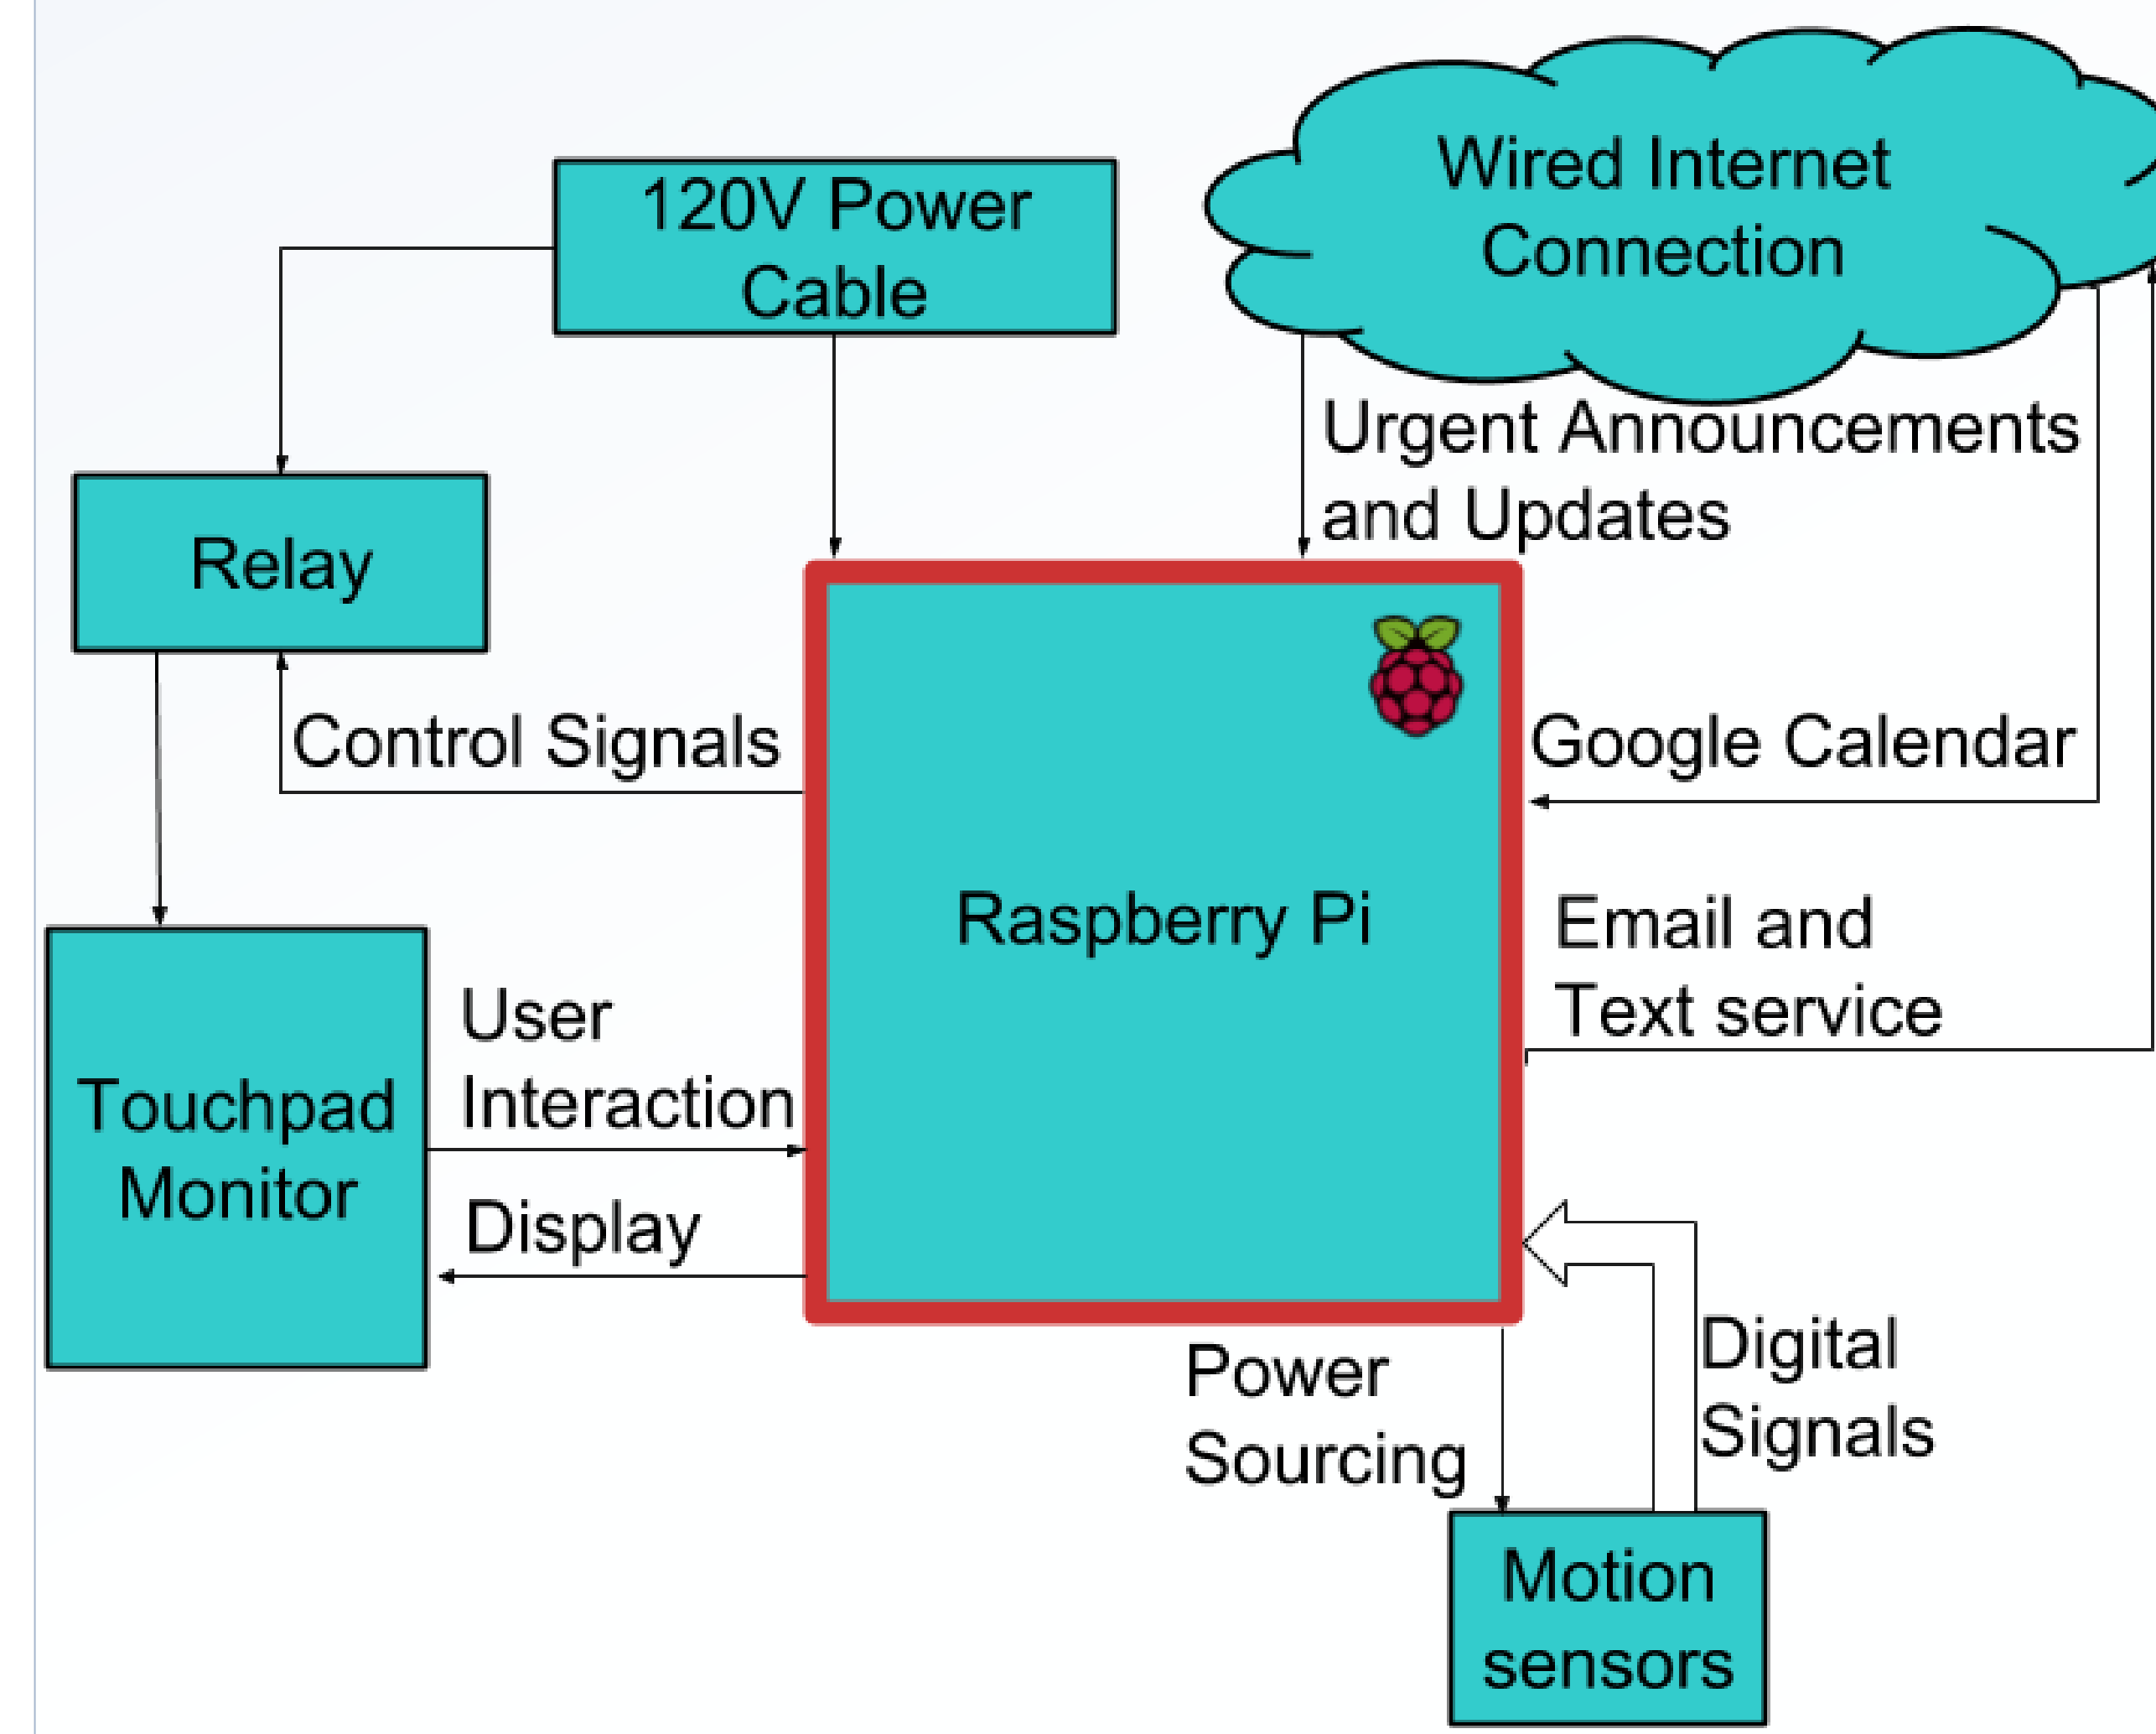 Wired Internet
Connection
120V Power
Cable
Urgent Announcements
and Updates
Relay
Control Signals
Google Calendar
Raspberry Pi
Email and
Text service
User
Interaction
Touchpad
Monitor
Display
Power
Sourcing
Digital
Signals
Motion
sensors